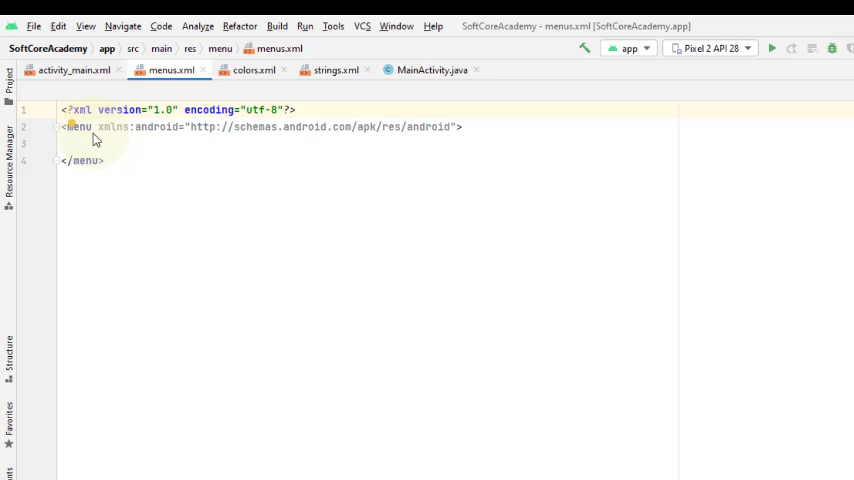 File Edit View Navigate Code Analyze Refactor Build Run Tools VCS Window Help SoftCoreAcademy - menus.xml [SoftCoreAcademy.app]
SoftCoreAcademy app src main res menu menus.xml app Pixel 2 API 28
activity_main.xml menus.xml colors.xml strings.xml MainActivity.java
1 <?xml version="1.0" encoding="utf-8"?>
2 <menu xmlns:android="http://schemas.android.com/apk/res/android">
3
4 </menu>
Project
Resource Manager
Structure
Favorites